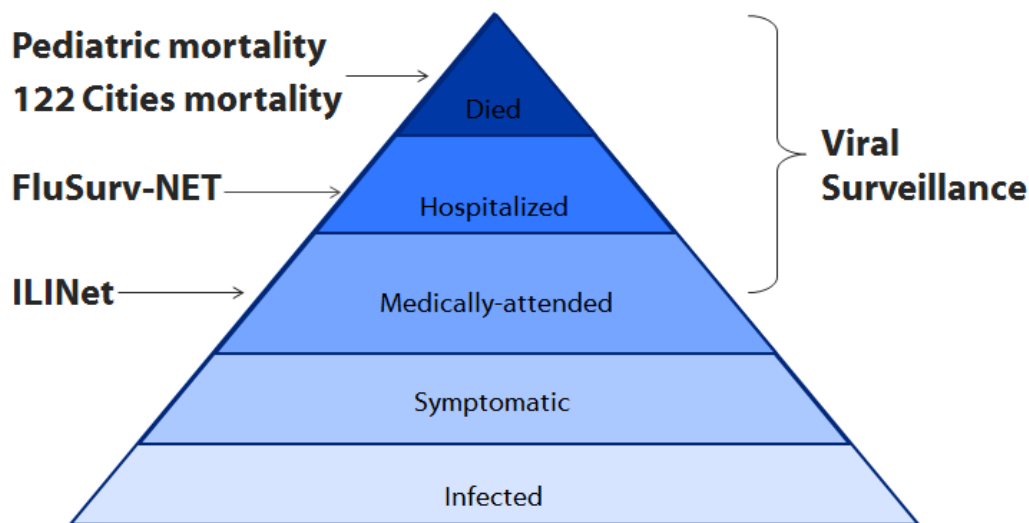 Pediatric mortality
122 Cities mortality
Died
FluSurv-NET
Hospitalized
Viral
Surveillance
ILINet
Medically-attended
Symptomatic
Infected